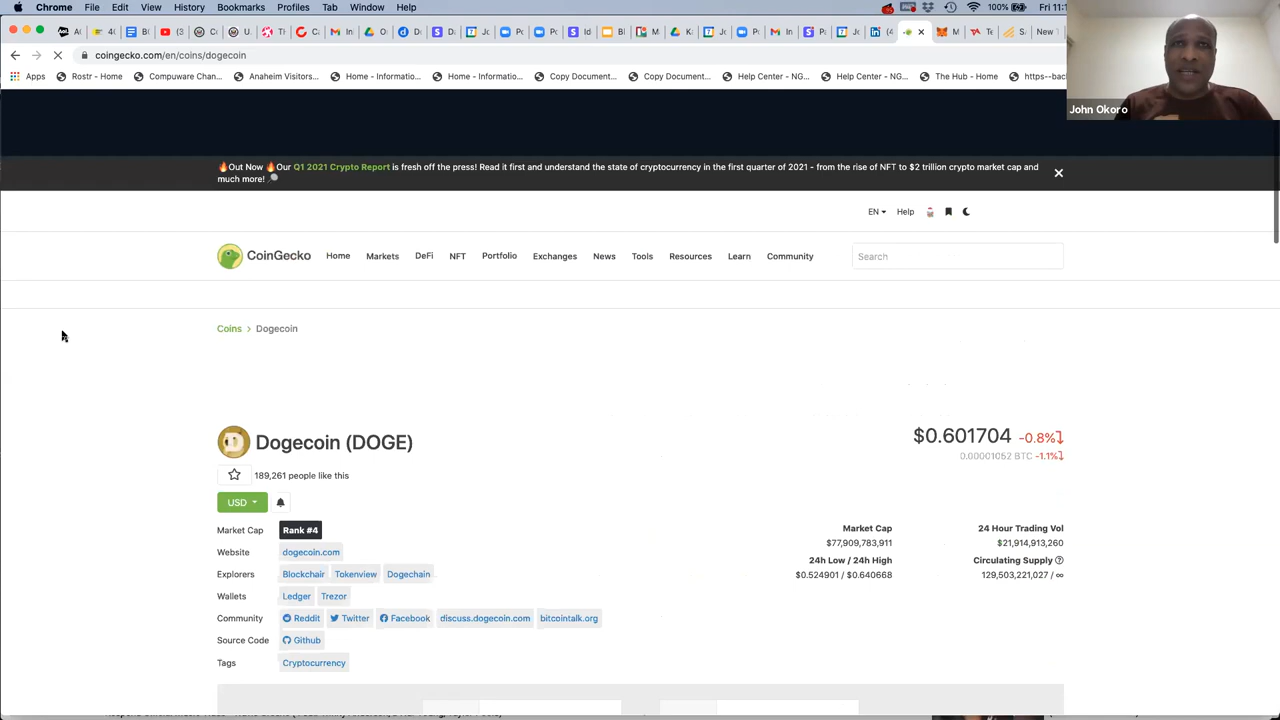 Chrome File Edit View History Bookmarks Profiles Tab Window Help 100% Fri 11:1
coingecko.com/en/coins/dogecoin
Apps Rostr - Home Compuware Chan... Anaheim Visitors... Home - Informatio... Home - Informatio... Copy Document... Copy Document... Help Center - NG... Help Center - NG... The Hub - Home https--bac
John Okoro
🔥Out Now 🔥Our Q1 2021 Crypto Report is fresh off the press! Read it first and understand the state of cryptocurrency in the first quarter of 2021 - from the rise of NFT to $2 trillion crypto market cap and
much more!
EN Help
CoinGecko Home Markets DeFi NFT Portfolio Exchanges News Tools Resources Learn Community Search
Coins > Dogecoin
Dogecoin (DOGE) $0.601704 -0.8%
0.00001052 BTC -1.1%
189,261 people like this
USD
Market Cap Rank #4 Market Cap 24 Hour Trading Vol
$77,909,783,911 $21,914,913,260
Website dogecoin.com
24h Low / 24h High Circulating Supply
Explorers Blockchair Tokenview Dogechain $0.524901 / $0.640668 129,503,221,027 / ∞
Wallets Ledger Trezor
Community Reddit Twitter Facebook discuss.dogecoin.com bitcointalk.org
Source Code Github
Tags Cryptocurrency